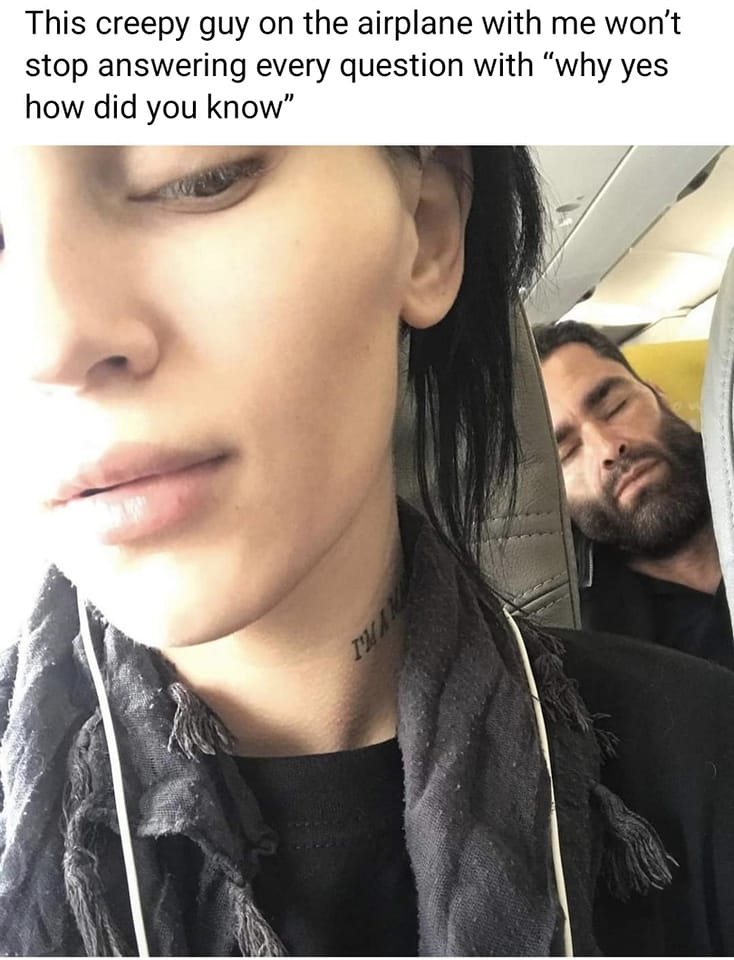 This creepy guy on the airplane with me won’t
stop answering every question with “why yes
how did you know”
I'M A